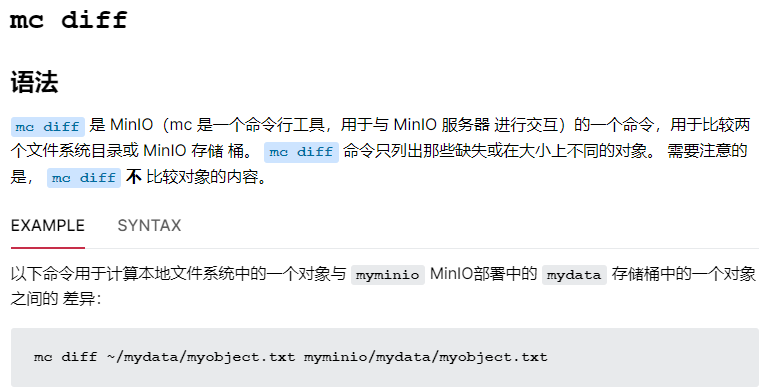 mc diff
语法
mc diff 是 MinIO（mc 是一个命令行工具，用于与 MinIO 服务器 进行交互）的一个命令，用于比较两
个文件系统目录或 MinIO 存储 桶。 mc diff 命令只列出那些缺失或在大小上不同的对象。 需要注意的
是， mc diff 不 比较对象的内容。
EXAMPLE SYNTAX
以下命令用于计算本地文件系统中的一个对象与 myminio MinIO部署中的 mydata 存储桶中的一个对象
之间的 差异：
mc diff ~/mydata/myobject.txt myminio/mydata/myobject.txt